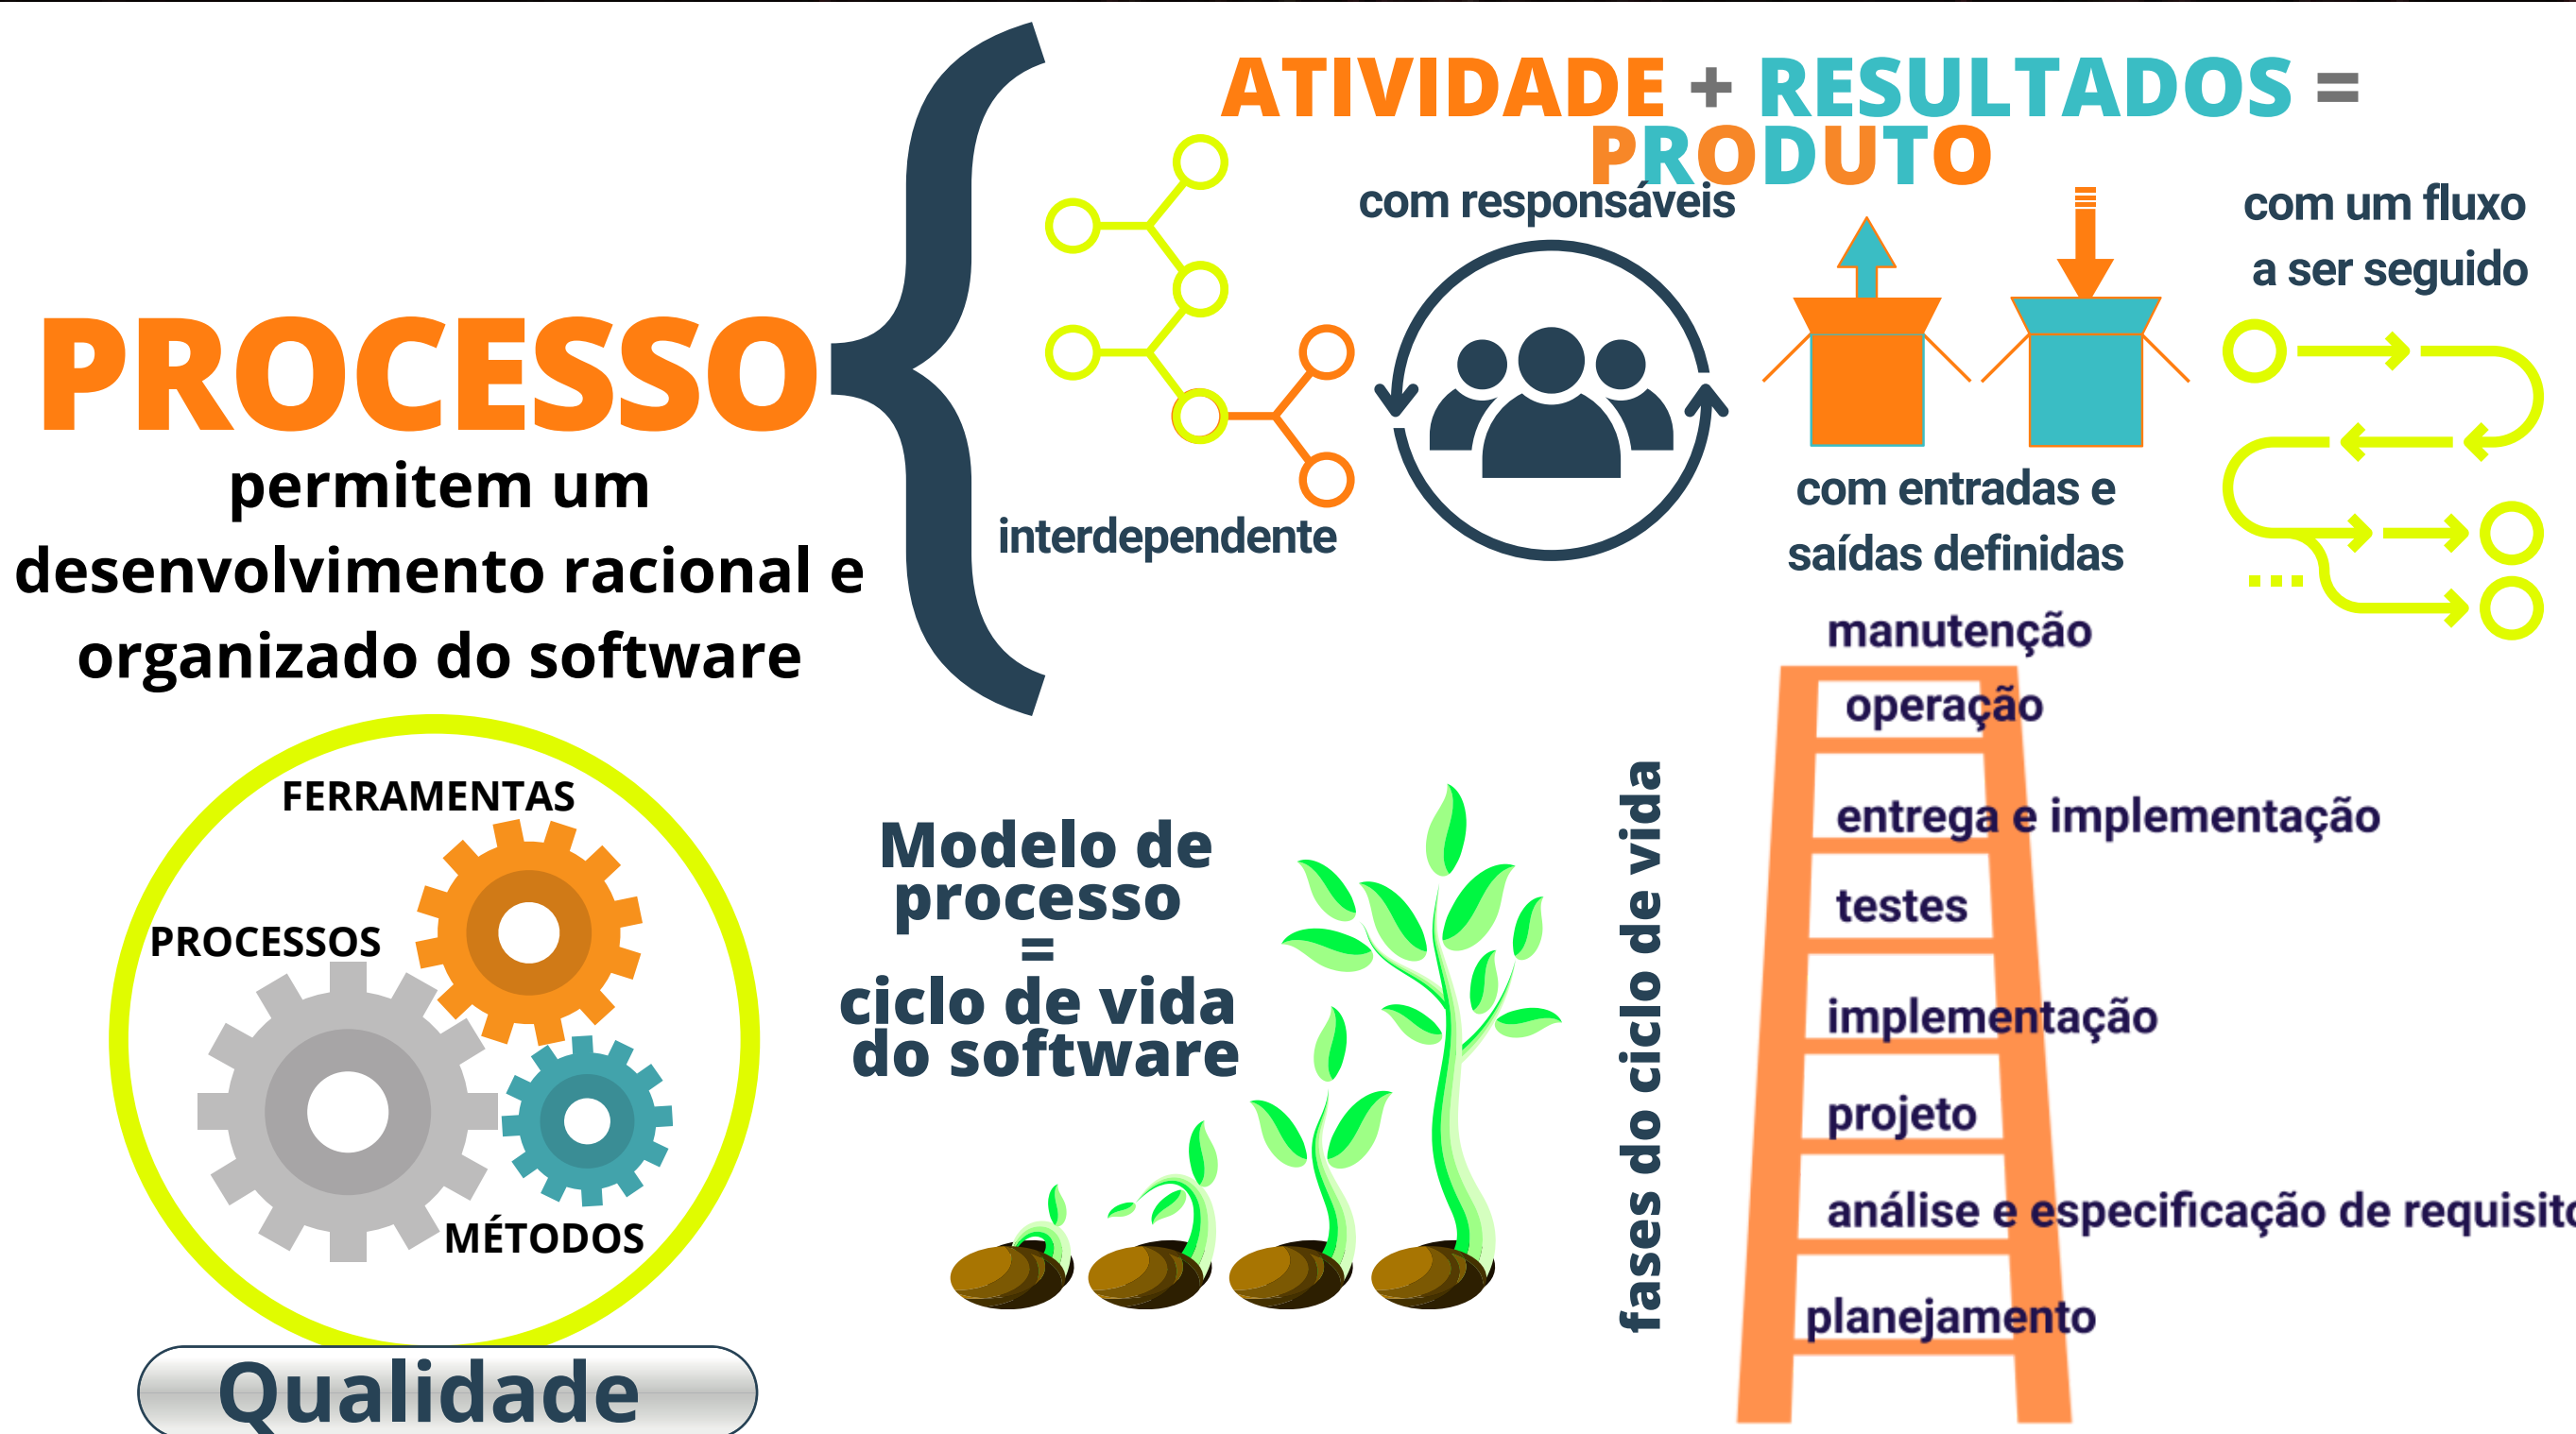 ATIVIDADE + RESULTADOS =
PRODUTO
PROCESSO
permitem um
desenvolvimento racional e
organizado do software
interdependente
com responsáveis
com entradas e
saídas definidas
com um fluxo
a ser seguido
FERRAMENTAS
PROCESSOS
MÉTODOS
Qualidade
Modelo de
processo
=
ciclo de vida
do software
fases do ciclo de vida
manutenção
operação
entrega e implementação
testes
implementação
projeto
análise e especificação de
planejamento